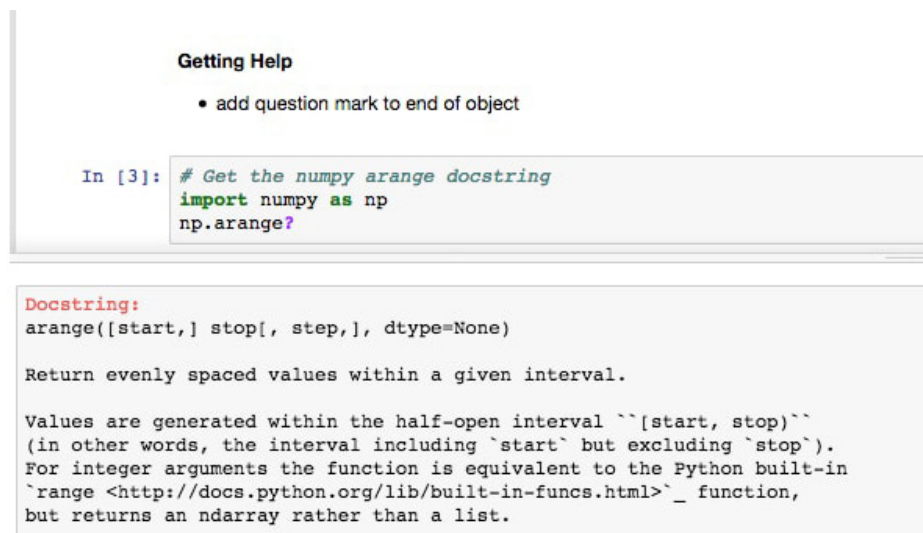 Getting Help
• add question mark to end of object
In [3]: # Get the numpy arange docstring
import numpy as np
np.arange?
Docstring:
arange([start,] stop[, step,], dtype=None)
Return evenly spaced values within a given interval.
Values are generated within the half-open interval ``[start, stop)``
(in other words, the interval including `start` but excluding `stop`).
For integer arguments the function is equivalent to the Python built-in
`range <http://docs.python.org/lib/built-in-funcs.html>`_ function,
but returns an ndarray rather than a list.